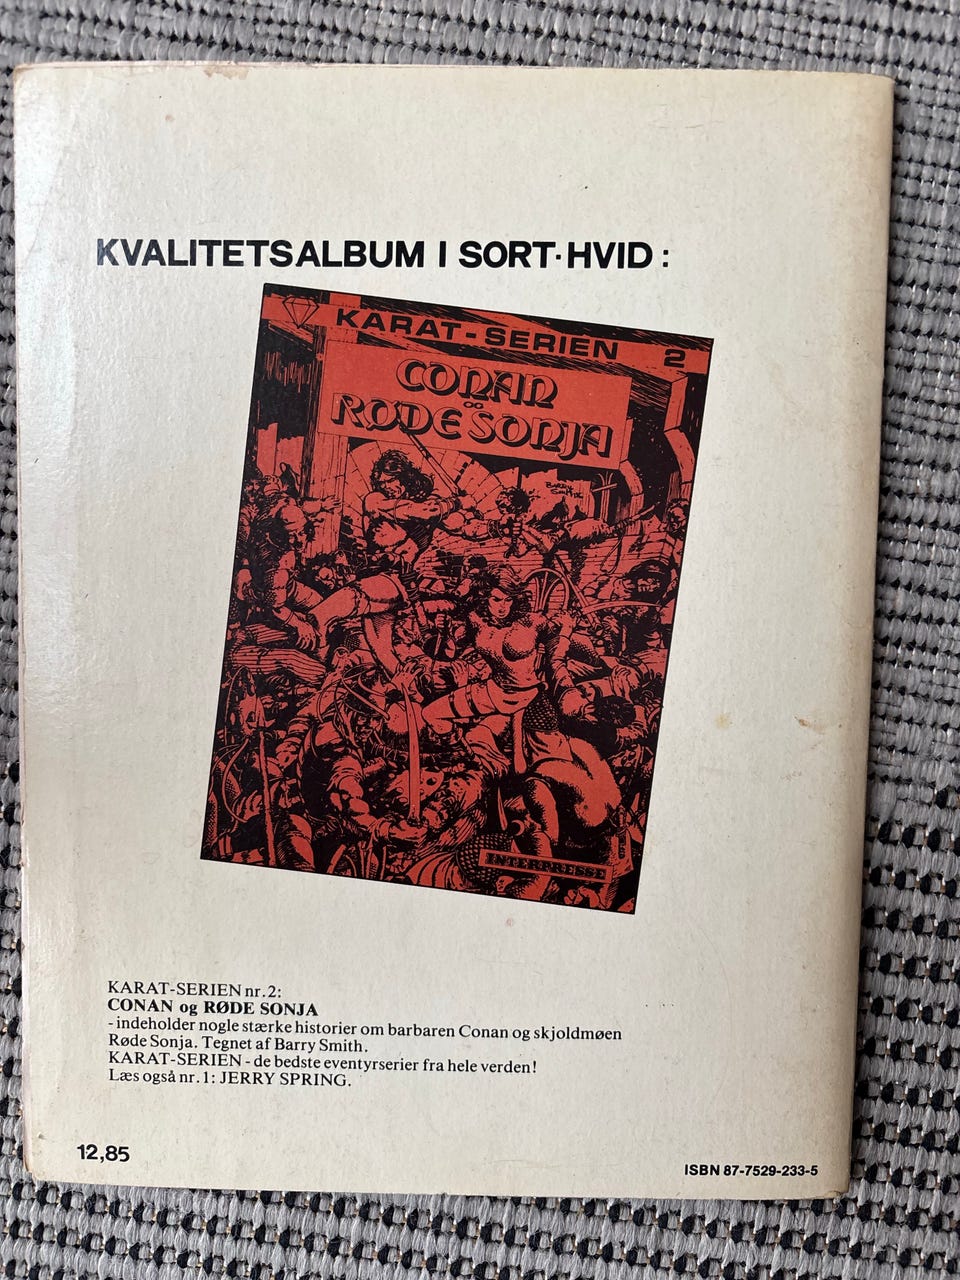 KVALITETSALBUM I SORT-HVID:
KARAT-SERIEN 2
CONAN
OG
RØDE SONJA
BARRY
SMITH
INTERPRESSE
KARAT-SERIEN nr. 2:
CONAN og RØDE SONJA
- indeholder nogle stærke historier om barbaren Conan og skjoldmøen
Røde Sonja. Tegnet af Barry Smith.
KARAT-SERIEN - de bedste eventyrserier fra hele verden!
Læs også nr. 1: JERRY SPRING.
12,85
ISBN 87-7529-233-5